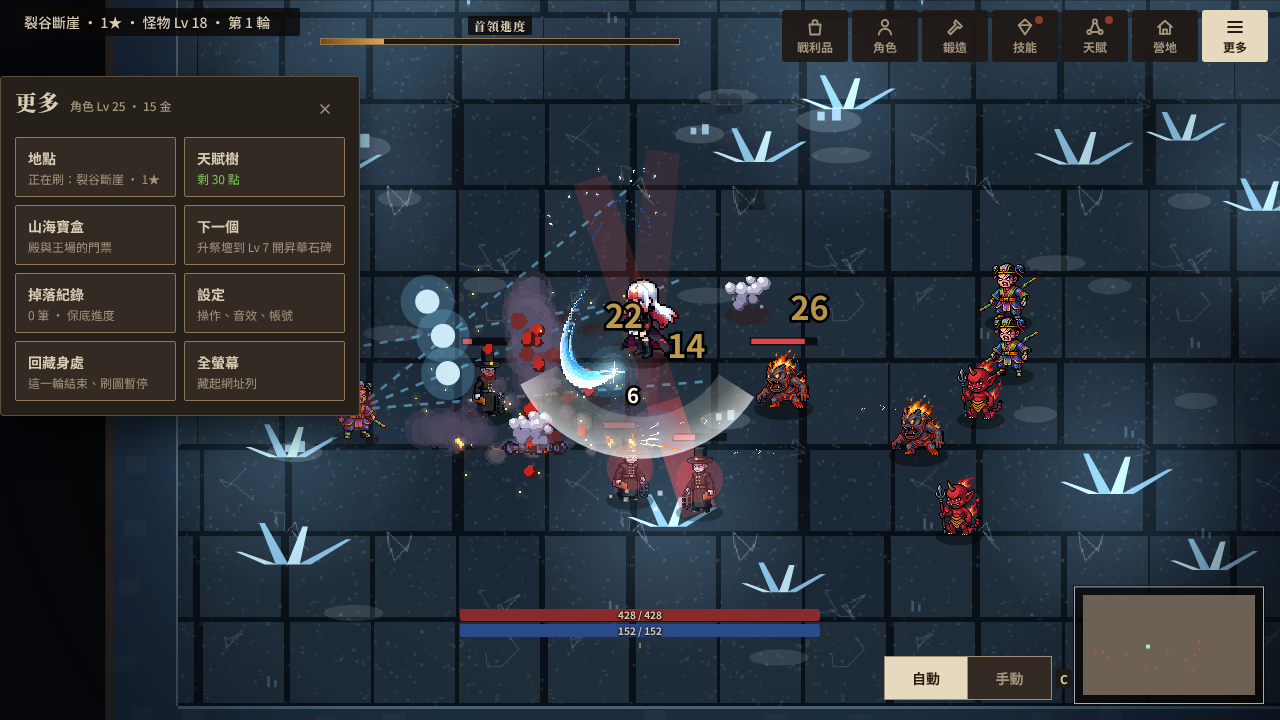 裂谷斷崖 · 1★ · 怪物 Lv 18 · 第 1 輪
首領進度
戰利品
角色
鍛造
技能
天賦
營地
更多
更多 角色 Lv 25 · 15 金
地點
正在刷：裂谷斷崖 · 1★
天賦樹
剩 30 點
山海寶盒
殿與王場的門票
下一個
升祭壇到 Lv 7 開昇華石碑
掉落紀錄
0 筆 · 保底進度
設定
操作、音效、帳號
回藏身處
這一輪結束、刷圖暫停
全螢幕
藏起網址列
22
14
26
6
428 / 428
152 / 152
自動
手動
C